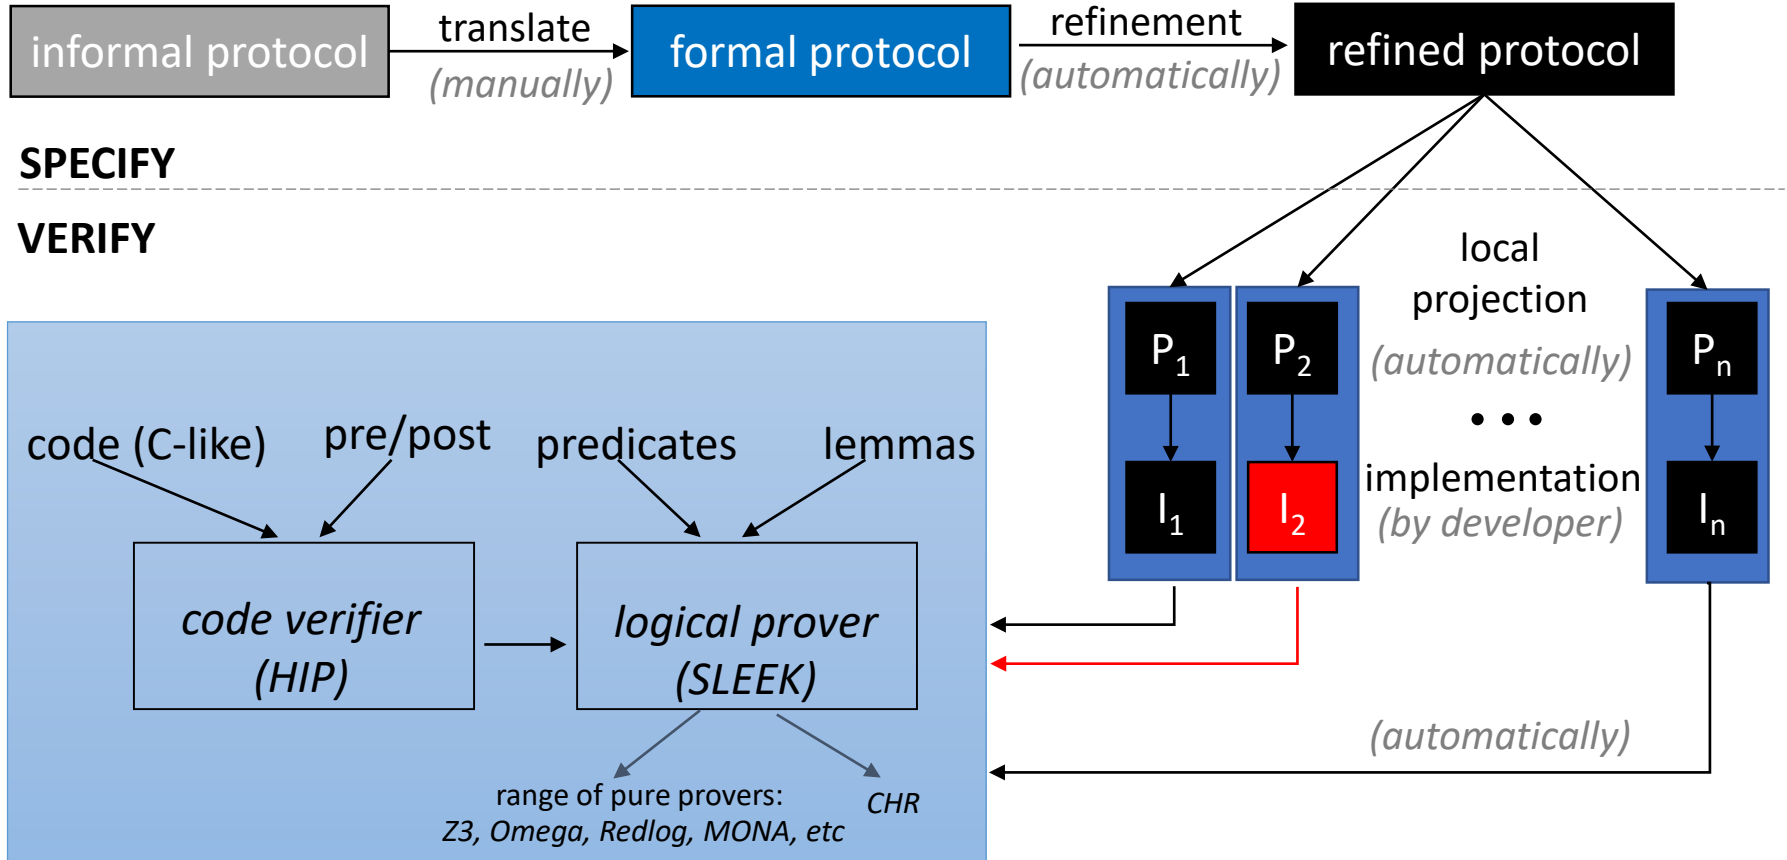 informal protocol
translate
(manually)
formal protocol
refinement
(automatically)
refined protocol
SPECIFY
VERIFY
local
projection
(automatically)
P1
P2
Pn
• • •
implementation
(by developer)
I1
I2
In
code (C-like)
pre/post
predicates
lemmas
code verifier
(HIP)
logical prover
(SLEEK)
(automatically)
range of pure provers:
Z3, Omega, Redlog, MONA, etc
CHR